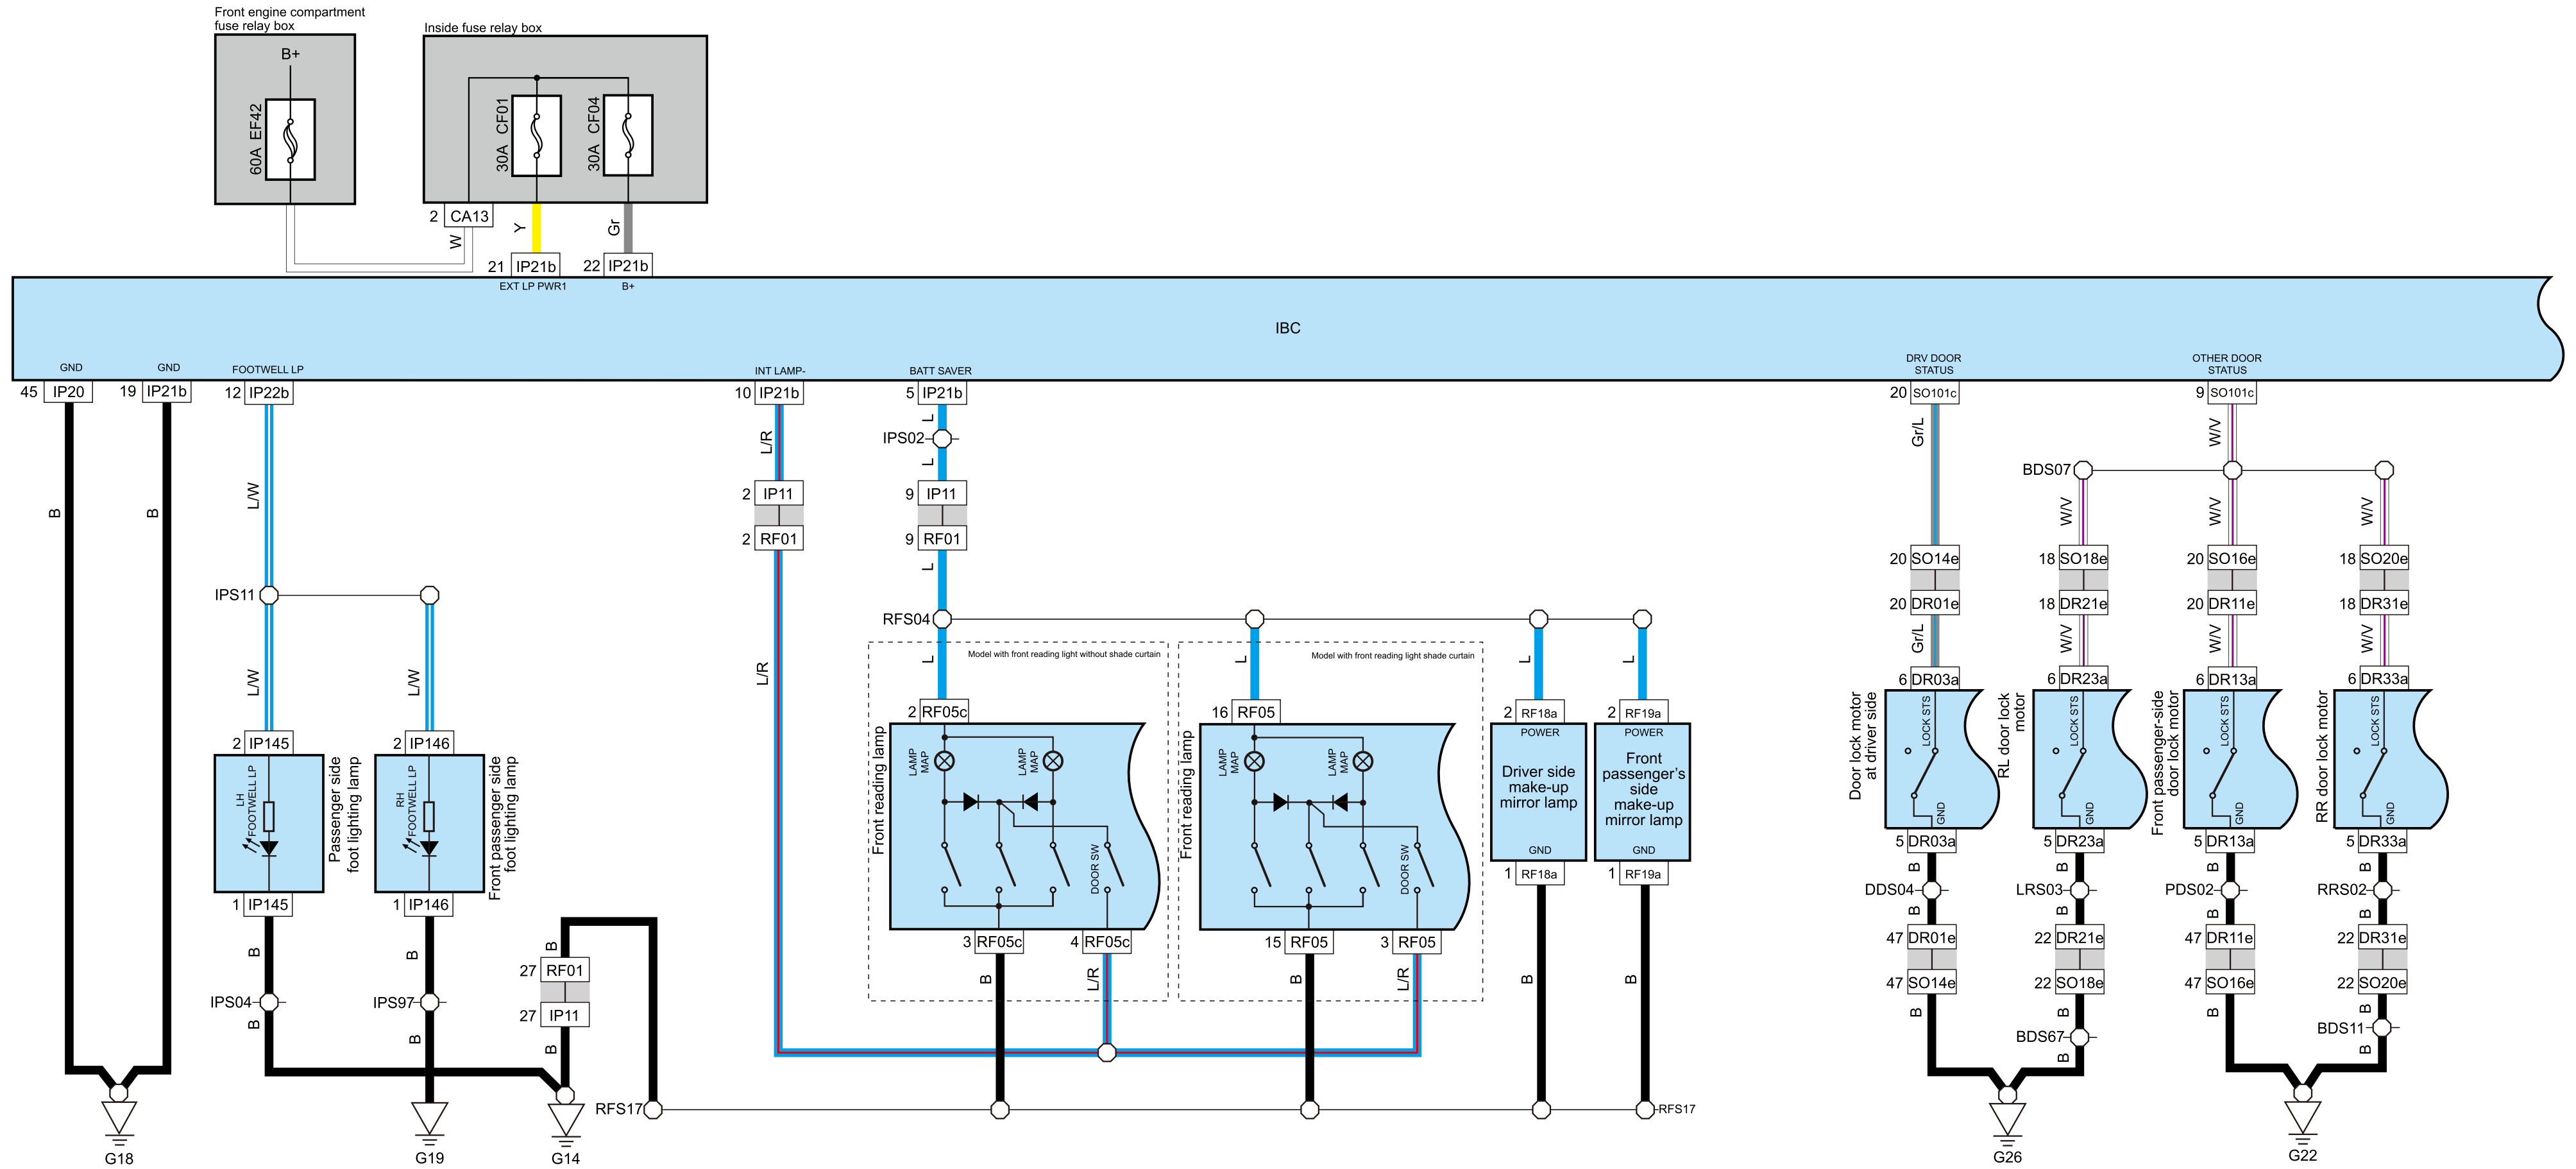 Front engine compartment
fuse relay box
Inside fuse relay box
B+
60A EF42
30A CF01
30A CF04
2 CA13
W
Y
Gr
21 IP21b
22 IP21b
EXT LP PWR1
B+
IBC
GND
GND
FOOTWELL LP
INT LAMP-
BATT SAVER
DRV DOOR
STATUS
OTHER DOOR
STATUS
45 IP20
19 IP21b
12 IP22b
10 IP21b
5 IP21b
20 SO101c
9 SO101c
L
L/R
Gr/L
W/V
IPS02
L
BDS07
B
B
L/W
2 IP11
9 IP11
W/V
W/V
W/V
2 RF01
9 RF01
20 SO14e
18 SO18e
20 SO16e
18 SO20e
L
IPS11
20 DR01e
18 DR21e
20 DR11e
18 DR31e
RFS04
Gr/L
W/V
W/V
W/V
L/W
L/W
L/R
L
Model with front reading light without shade curtain
L
Model with front reading light shade curtain
L
L
6 DR03a
6 DR23a
6 DR13a
6 DR33a
2 RF05c
16 RF05
2 RF18a
2 RF19a
2 IP145
2 IP146
LH
FOOTWELL LP
Passenger side
foot lighting lamp
RH
FOOTWELL LP
Front passenger side
foot lighting lamp
Front reading lamp
LAMP
MAP
LAMP
MAP
DOOR SW
Front reading lamp
LAMP
MAP
LAMP
MAP
DOOR SW
POWER
Driver side
make-up
mirror lamp
GND
POWER
Front
passenger's
side
make-up
mirror lamp
GND
Door lock motor
at driver side
LOCK STS
GND
RL door lock
motor
LOCK STS
GND
Front passenger-side
door lock motor
LOCK STS
GND
RR door lock motor
LOCK STS
GND
5 DR03a
5 DR23a
5 DR13a
5 DR33a
1 RF18a
1 RF19a
1 IP145
1 IP146
B
B
B
B
DDS04
LRS03
PDS02
RRS02
B
B
B
B
3 RF05c
4 RF05c
15 RF05
3 RF05
47 DR01e
22 DR21e
47 DR11e
22 DR31e
B
B
B
27 RF01
B
L/R
B
L/R
B
B
47 SO14e
22 SO18e
47 SO16e
22 SO20e
IPS04
IPS97
27 IP11
B
B
B
B
B
B
B
BDS67
BDS11
B
B
RFS17
RFS17
G18
G19
G14
G26
G22